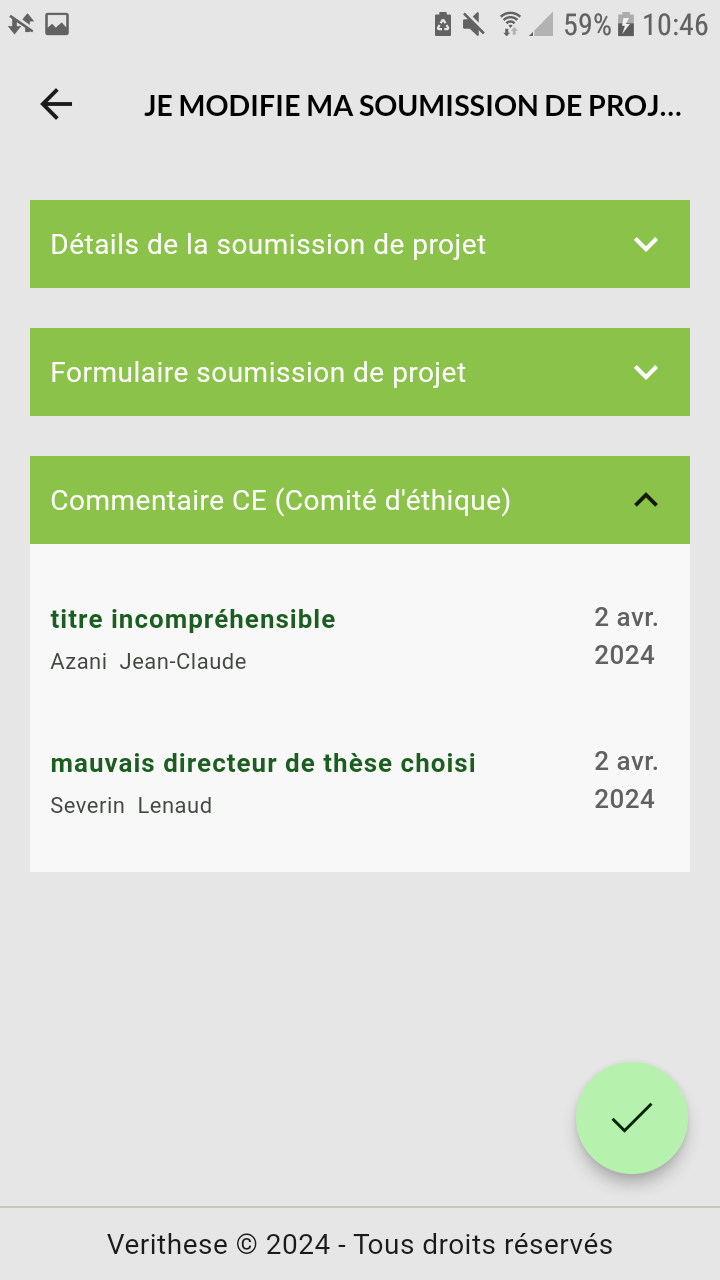 59% 10:46
JE MODIFIE MA SOUMISSION DE PROJ...
Détails de la soumission de projet
Formulaire soumission de projet
Commentaire CE (Comité d'éthique)
titre incompréhensible
2 avr.
2024
Azani Jean-Claude
mauvais directeur de thèse choisi
2 avr.
2024
Severin Lenaud
Verithese © 2024 - Tous droits réservés